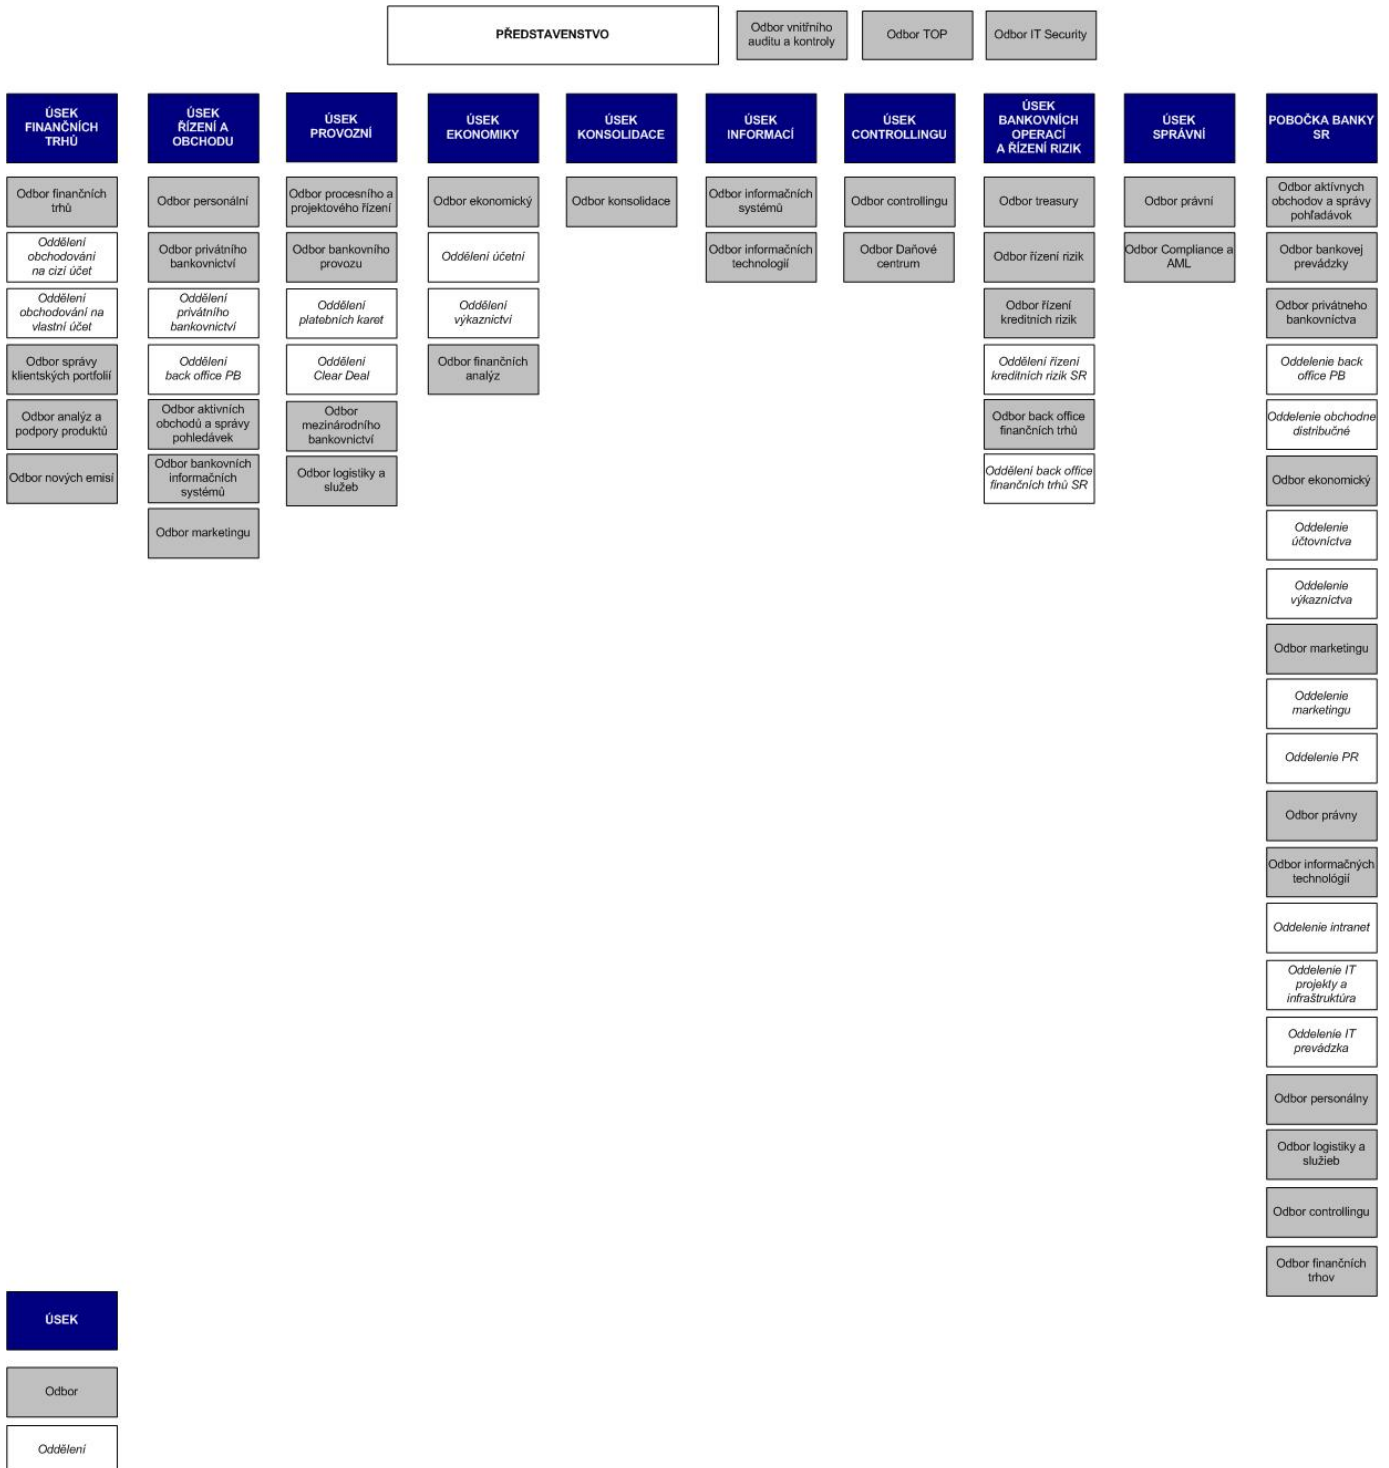 PŘEDSTAVENSTVO
Odbor vnitřního
auditu a kontroly
Odbor TOP
Odbor IT Security
ÚSEK
FINANČNÍCH
TRHŮ
Odbor finančních
trhů
Oddělení
obchodování
na cizí účet
Oddělení
obchodování na
vlastní účet
Odbor správy
klientských portfolií
Odbor analýz a
podpory produktů
Odbor nových emisí
ÚSEK
ŘÍZENÍ A
OBCHODU
Odbor personální
Odbor privátního
bankovnictví
Oddělení
privátního
bankovnictví
Oddělení
back office PB
Odbor aktivních
obchodů a správy
pohledávek
Odbor bankovních
informačních
systémů
Odbor marketingu
ÚSEK
PROVOZNÍ
Odbor procesního a
projektového řízení
Odbor bankovního
provozu
Oddělení
platebních karet
Oddělení
Clear Deal
Odbor
mezinárodního
bankovnictví
Odbor logistiky a
služeb
ÚSEK
EKONOMIKY
Odbor ekonomický
Oddělení účetní
Oddělení
výkaznictví
Odbor finančních
analýz
ÚSEK
KONSOLIDACE
Odbor konsolidace
ÚSEK
INFORMACÍ
Odbor informačních
systémů
Odbor informačních
technologií
ÚSEK
CONTROLLINGU
Odbor controllingu
Odbor Daňové
centrum
ÚSEK
BANKOVNÍCH
OPERACÍ
A ŘÍZENÍ RIZIK
Odbor treasury
Odbor řízení rizik
Odbor řízení
kreditních rizik
Oddělení řízení
kreditních rizik SR
Odbor back office
finančních trhů
Oddělení back office
finančních trhů SR
ÚSEK
SPRÁVNÍ
Odbor právní
Odbor Compliance a
AML
POBOČKA BANKY
SR
Odbor aktívnych
obchodov a správy
pohľadávok
Odbor bankovej
prevádzky
Odbor privátneho
bankovníctva
Oddelenie back
office PB
Oddelenie obchodne
distribučné
Odbor ekonomický
Oddelenie
účtovníctva
Oddelenie
výkazníctva
Odbor marketingu
Oddelenie
marketingu
Oddelenie PR
Odbor právny
Odbor informačných
technológií
Oddelenie intranet
Oddelenie IT
projekty a
infraštruktúra
Oddelenie IT
prevádzka
Odbor personálny
Odbor logistiky a
služieb
Odbor controllingu
Odbor finančních
trhov
ÚSEK
Odbor
Oddělení